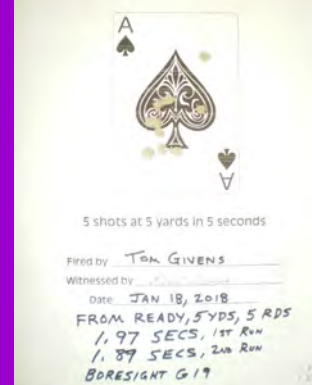 A
A
5 shots at 5 yards in 5 seconds
Fired by TOM GIVENS
Witnessed by
Date JAN 18, 2018
FROM READY, 5 YDS, 5 RDS
1.97 SECS, 1ST RUN
1.89 SECS, 2ND RUN
BORESIGHT G19